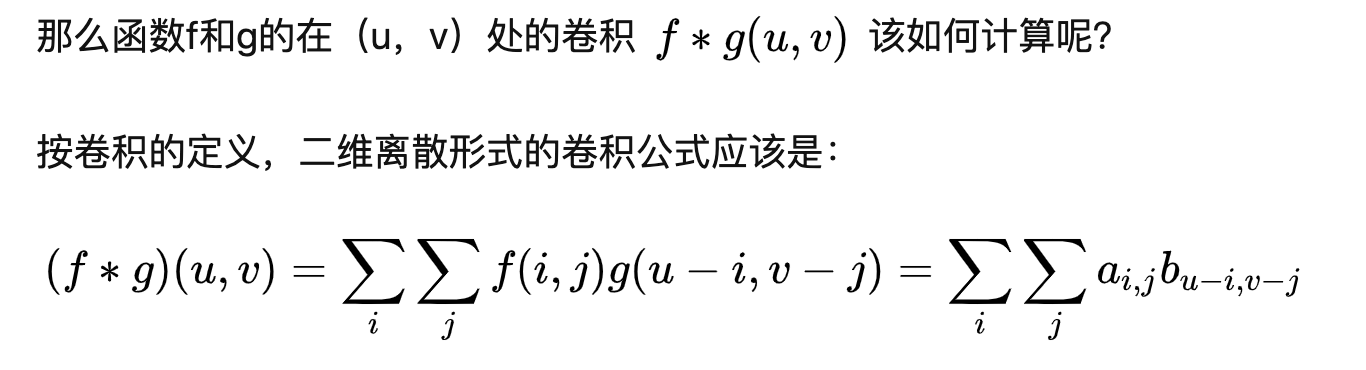 那么函数f和g的在（u，v）处的卷积 f ∗ g(u, v) 该如何计算呢？
按卷积的定义，二维离散形式的卷积公式应该是：
(f ∗ g)(u, v) = ∑_i ∑_j f(i, j)g(u − i, v − j) = ∑_i ∑_j a_{i,j}b_{u−i,v−j}